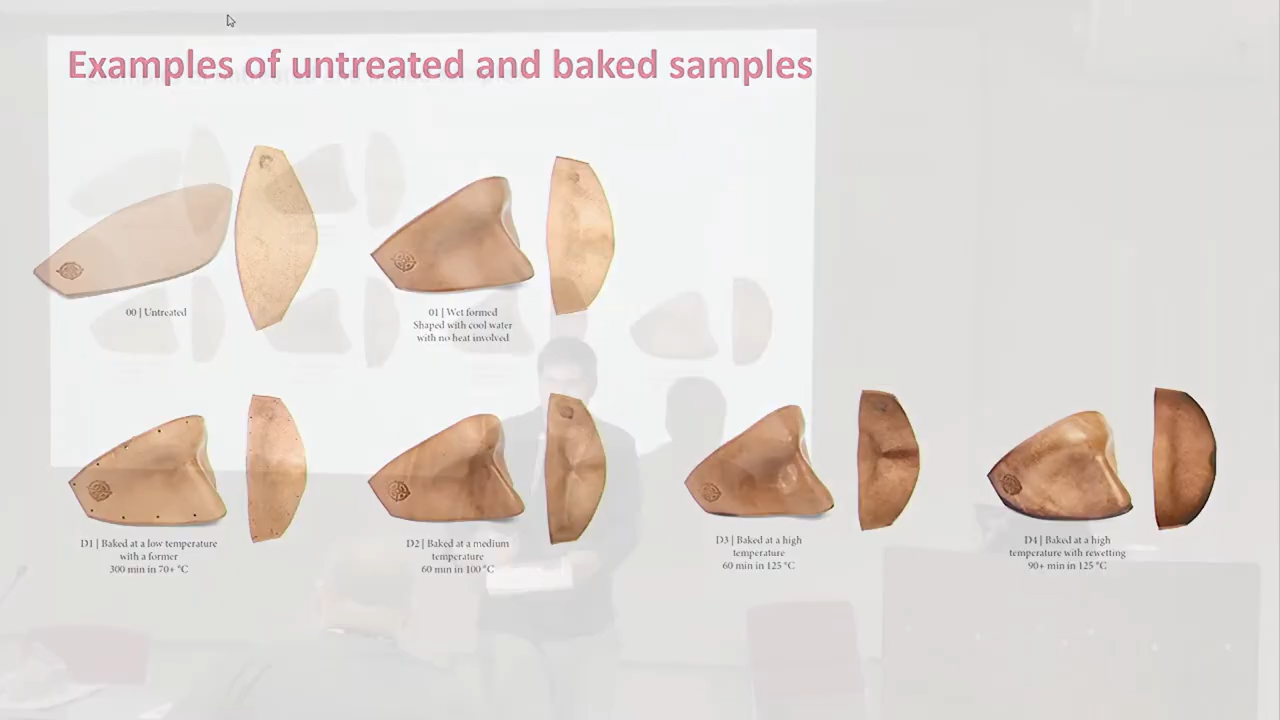 Examples of untreated and baked samples
00 | Untreated
01 | Wet formed
Shaped with cool water
with no heat involved
D1 | Baked at a low temperature
with a former
300 min in 70+ °C
D2 | Baked at a medium
temperature
60 min in 100 °C
D3 | Baked at a high
temperature
60 min in 125 °C
D4 | Baked at a high
temperature with rewetting
90+ min in 125 °C